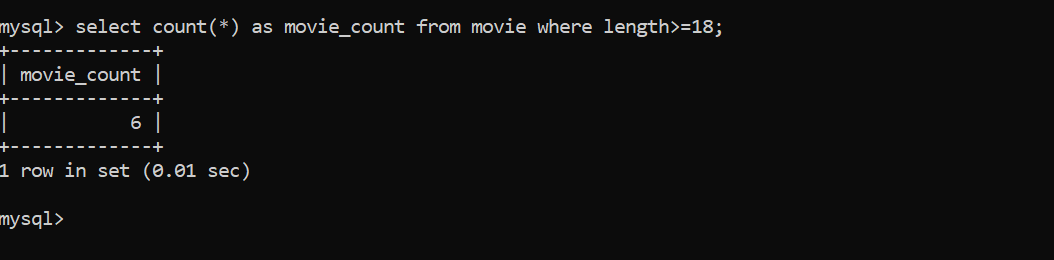 mysql> select count(*) as movie_count from movie where length>=18;
+-------------+
| movie_count |
+-------------+
|           6 |
+-------------+
1 row in set (0.01 sec)
mysql>